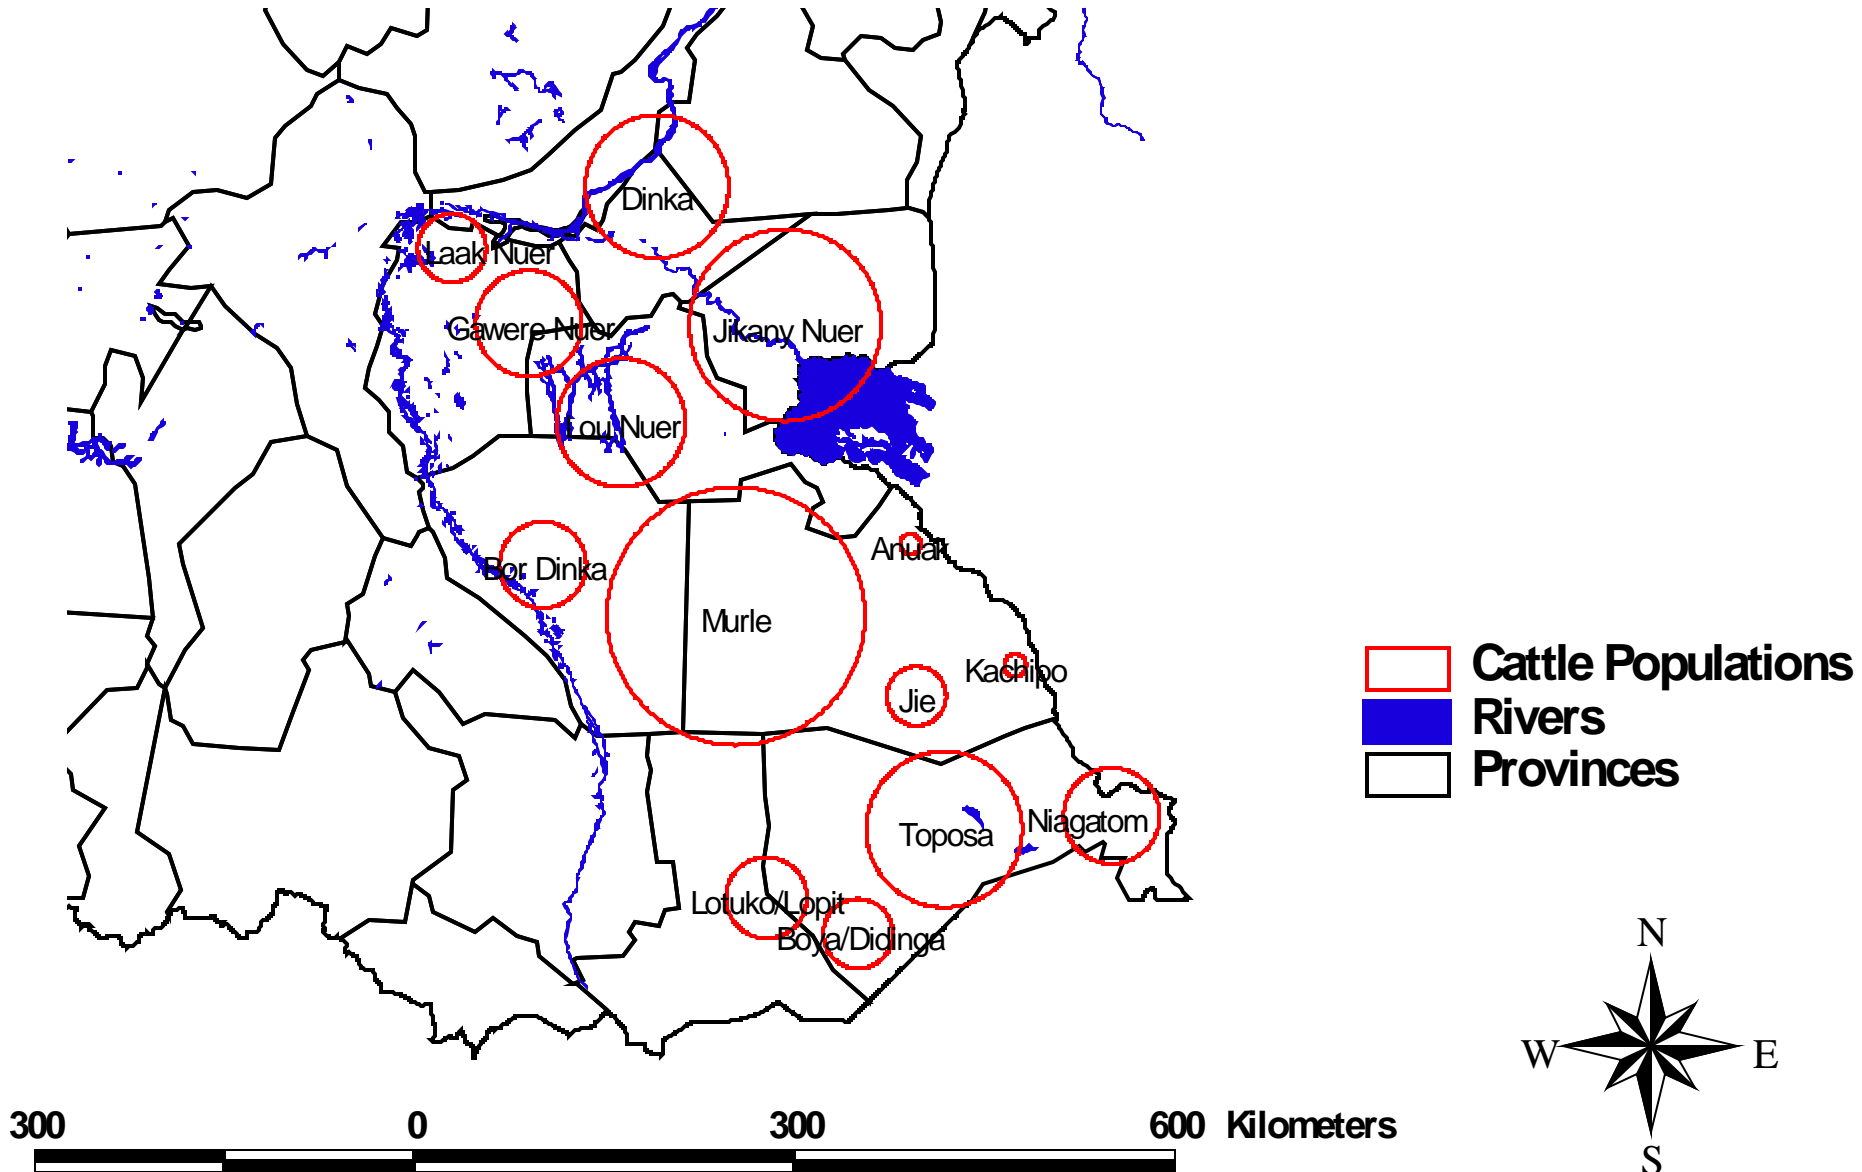 Dinka
Laak Nuer
Gawere Nuer
Jikany Nuer
Lou Nuer
Anuak
Bor Dinka
Murle
Kachipo
Jie
Toposa
Niagatom
Lotuko/Lopit
Boya/Didinga
Cattle Populations
Rivers
Provinces
N
W E
S
300 0 300 600 Kilometers